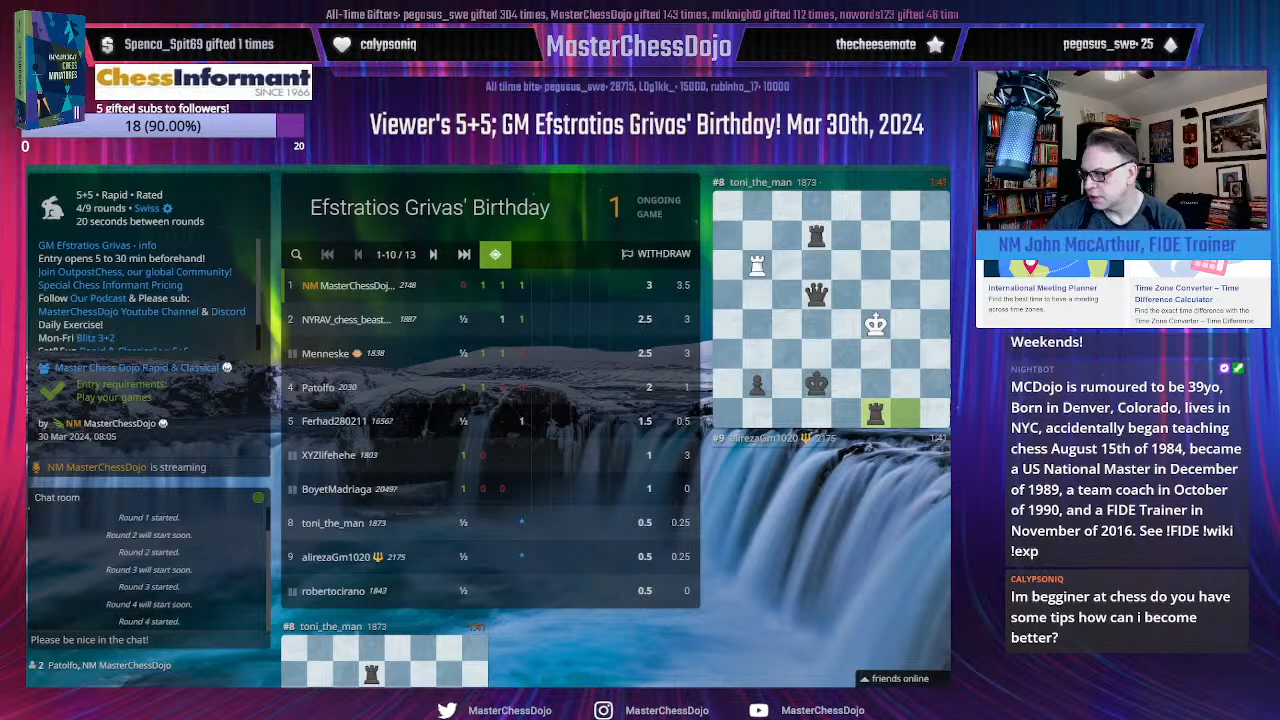 All-Time Gifters• pegasus_swe gifted 304 times, MasterChessDojo gifted 143 times, mdknight0 gifted 112 times, nowords123 gifted 46 time
Spenca_Spit69 gifted 1 times
calypsoniq
MasterChessDojo
thecheesemate
pegasus_swe• 25
ChessInformant
SINCE 1966
5 gifted subs to followers!
18 (90.00%)
0
20
Viewer's 5+5; GM Efstratios Grivas' Birthday! Mar 30th, 2024
5+5 • Rapid • Rated
4/9 rounds • Swiss
20 seconds between rounds
GM Efstratios Grivas - info
Entry opens 5 to 30 min beforehand!
Join OutpostChess, our global Community!
Special Chess Informant Pricing
Follow Our Podcast & Please sub:
MasterChessDojo Youtube Channel & Discord
Daily Exercise!
Mon-Fri Blitz 3+2
Master Chess Dojo Rapid & Classical
Entry requirements:
Play your games
by NM MasterChessDojo
30 Mar 2024, 08:05
NM MasterChessDojo is streaming
Chat room
Round 1 started.
Round 2 will start soon.
Round 2 started.
Round 3 will start soon.
Round 3 started.
Round 4 will start soon.
Round 4 started.
Please be nice in the chat!
2 Patolfo, NM MasterChessDojo
Efstratios Grivas' Birthday
1 ONGOING
GAME
1-10 / 13
WITHDRAW
1 NM MasterChessDoj... 2148 0 1 1 1 3 3.5
2 NYRAV_chess_beast... 1887 ½ 1 1 2.5 3
Menneske 1838 ½ 1 1 2.5 3
4 Patolfo 2030 1 1 2 1
5 Ferhad280211 1656? 1 1.5 0.5
XYZlifehehe 1803 1 0 1 3
BoyetMadriaga 2049? 1 0 0 1 0
8 toni_the_man 1873 ½ * 0.5 0.25
9 alirezaGm1020 2175 ½ * 0.5 0.25
robertocirano 1843 ½ 0.5 0
#8 toni_the_man 1873 1:41
#8 toni_the_man 1873 1:41
#9 alirezaGm1020 2175 1:41
friends online
NM John MacArthur, FIDE Trainer
International Meeting Planner
Find the best time to have a meeting
across time zones.
Time Zone Converter – Time
Difference Calculator
Find the exact time difference with the
Time Zone Converter – Time
Weekends!
NIGHTBOT
MCDojo is rumoured to be 39yo,
Born in Denver, Colorado, lives in
NYC, accidentally began teaching
chess August 15th of 1984, became
a US National Master in December
of 1989, a team coach in October
of 1990, and a FIDE Trainer in
November of 2016. See !FIDE !wiki
!exp
CALYPSONIQ
Im begginer at chess do you have
some tips how can i become
better?
MasterChessDojo
MasterChessDojo
MasterChessDojo